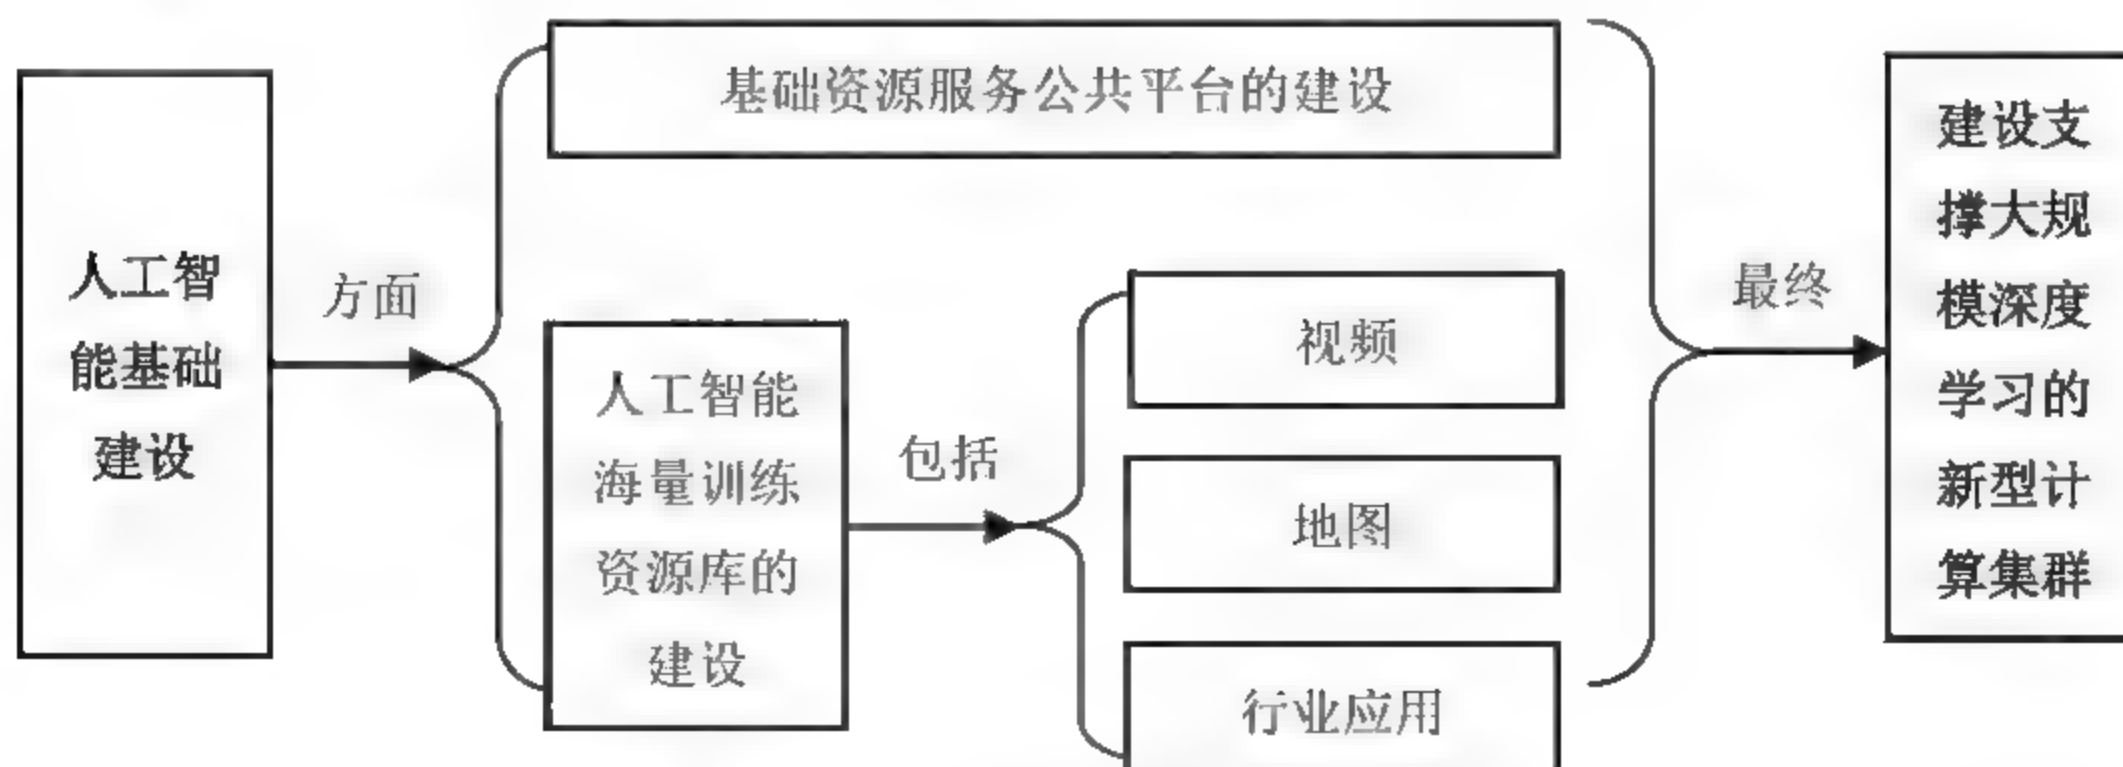 人工智
能基础
建设
方面
基础资源服务公共平台的建设
人工智能
海量训练
资源库的
建设
包括
视频
地图
行业应用
最终
建设支
撑大规
模深度
学习的
新型计
算集群